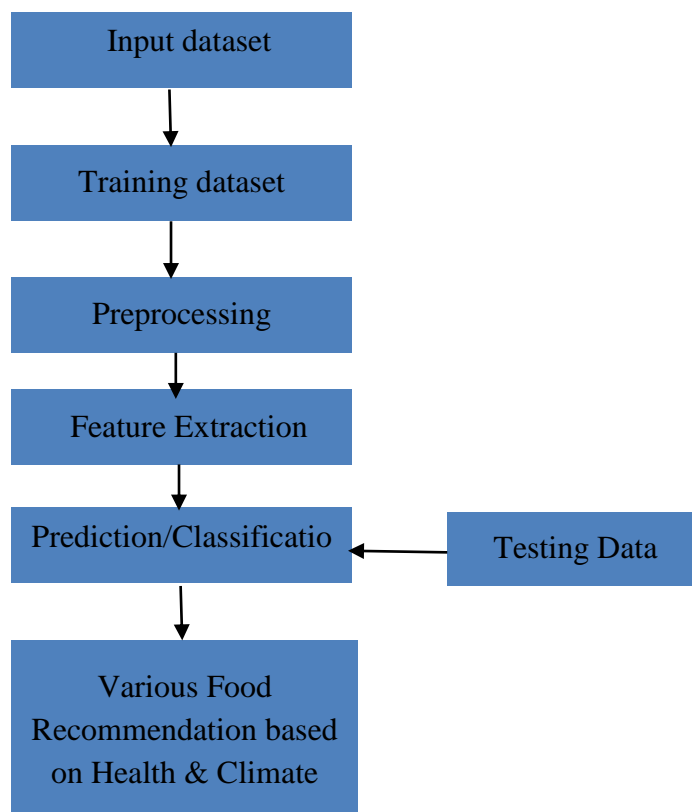 Input dataset
Training dataset
Preprocessing
Feature Extraction
Prediction/Classificatio
Testing Data
Various Food
Recommendation based
on Health & Climate